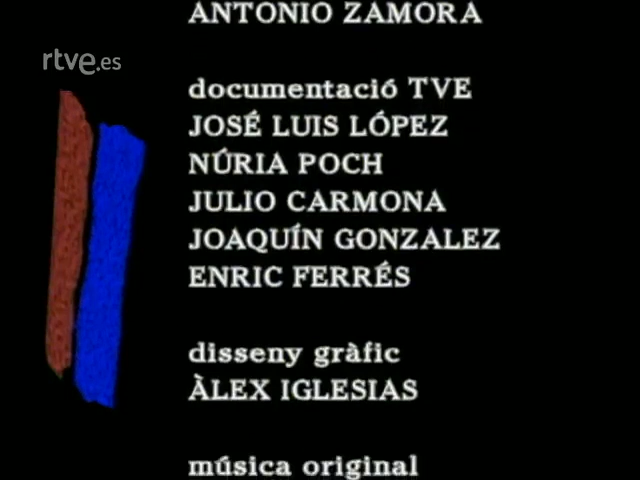 ANTONIO ZAMORA
rtve.es
documentació TVE
JOSÉ LUIS LÓPEZ
NÚRIA POCH
JULIO CARMONA
JOAQUÍN GONZALEZ
ENRIC FERRÉS
disseny gràfic
ÀLEX IGLESIAS
música original